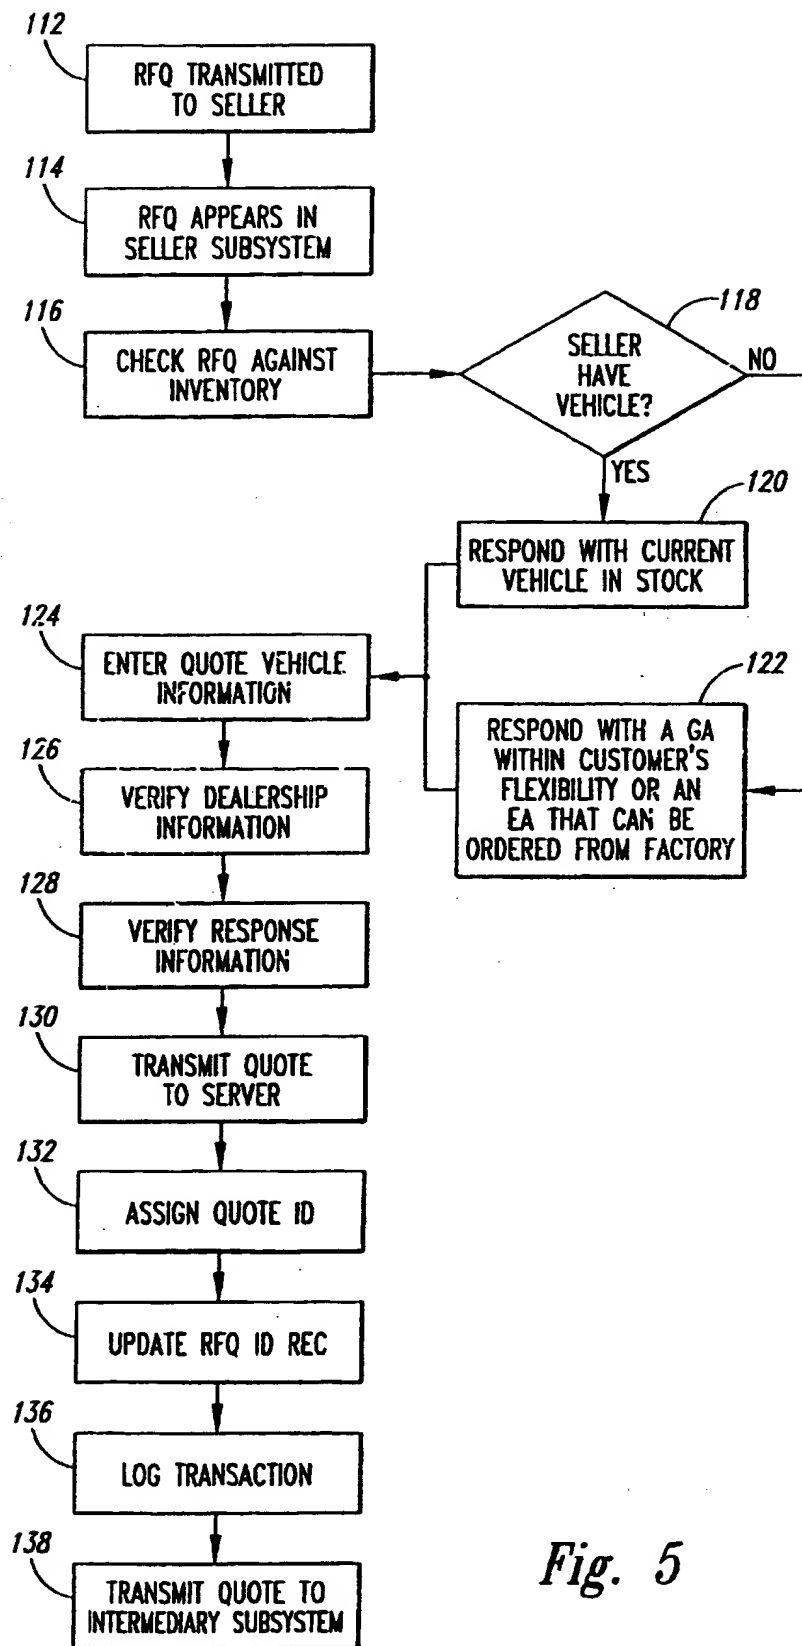 112
RFQ TRANSMITTED
TO SELLER
114
RFQ APPEARS IN
SELLER SUBSYSTEM
116
CHECK RFQ AGAINST
INVENTORY
118
SELLER
HAVE
VEHICLE?
NO
YES
120
RESPOND WITH CURRENT
VEHICLE IN STOCK
122
RESPOND WITH A GA
WITHIN CUSTOMER'S
FLEXIBILITY OR AN
EA THAT CAN BE
ORDERED FROM FACTORY
124
ENTER QUOTE VEHICLE
INFORMATION
126
VERIFY DEALERSHIP
INFORMATION
128
VERIFY RESPONSE
INFORMATION
130
TRANSMIT QUOTE
TO SERVER
132
ASSIGN QUOTE ID
134
UPDATE RFQ ID REC
136
LOG TRANSACTION
138
TRANSMIT QUOTE TO
INTERMEDIARY SUBSYSTEM
Fig. 5